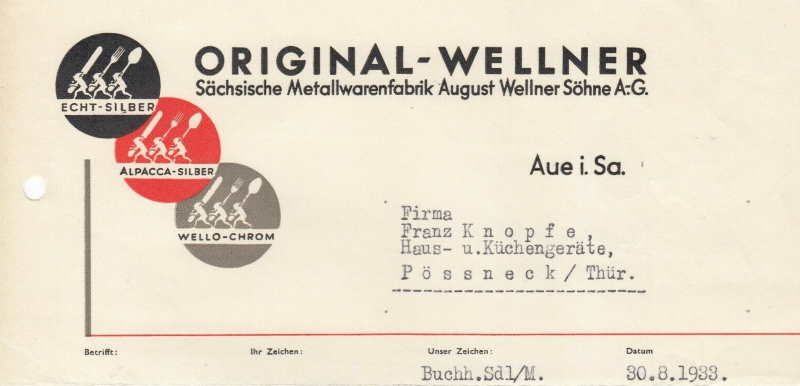 ORIGINAL-WELLNER
Sächsische Metallwarenfabrik August Wellner Söhne A.-G.
ECHT-SILBER
ALPACCA-SILBER
WELLO-CHROM
Aue i. Sa.
Firma
Franz Knopfe,
Haus- u.Küchengeräte,
Pössneck/Thür.
Betrifft: Ihr Zeichen: Unser Zeichen: Datum
Buchh.Sdl/M. 30.8.1933.